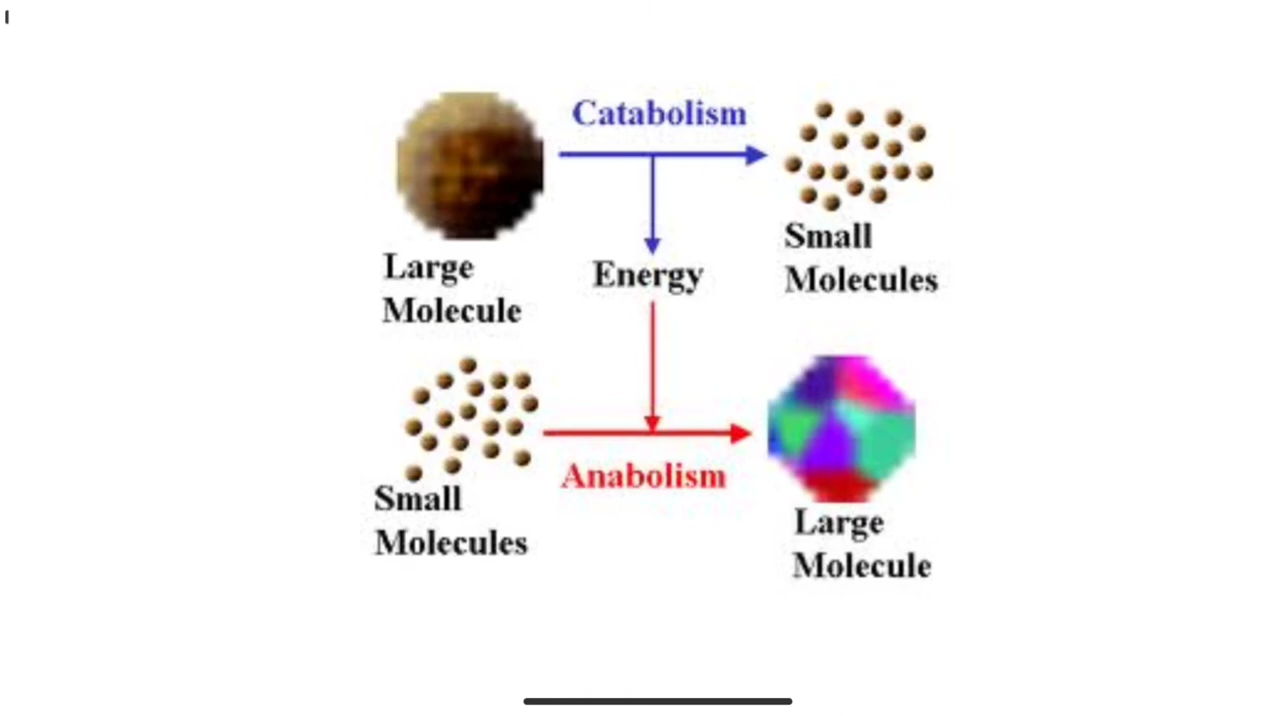 Catabolism
Large
Molecule
Energy
Small
Molecules
Small
Molecules
Anabolism
Large
Molecule